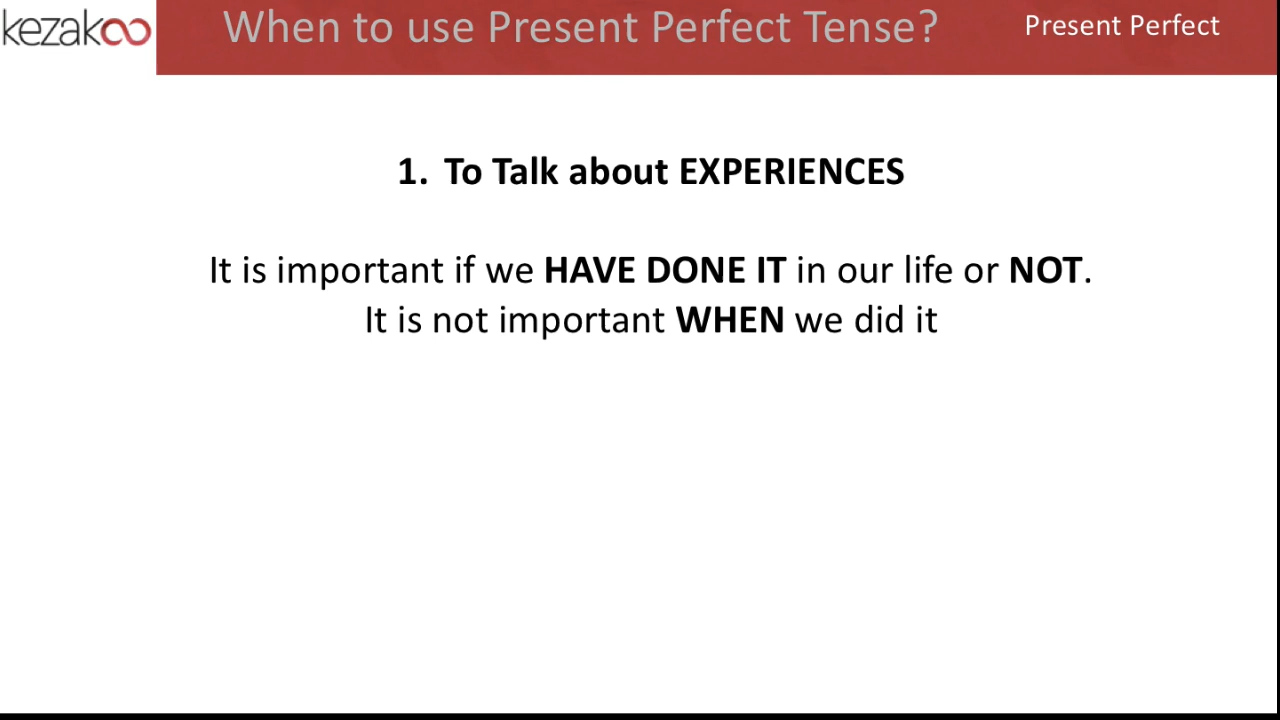 kezakoo
When to use Present Perfect Tense?
Present Perfect
1. To Talk about EXPERIENCES
It is important if we HAVE DONE IT in our life or NOT.
It is not important WHEN we did it